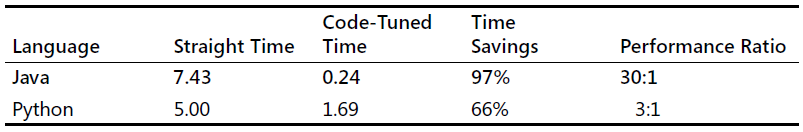 Code-Tuned Time
Language Straight Time Time Savings Performance Ratio
Java 7.43 0.24 97% 30:1
Python 5.00 1.69 66% 3:1